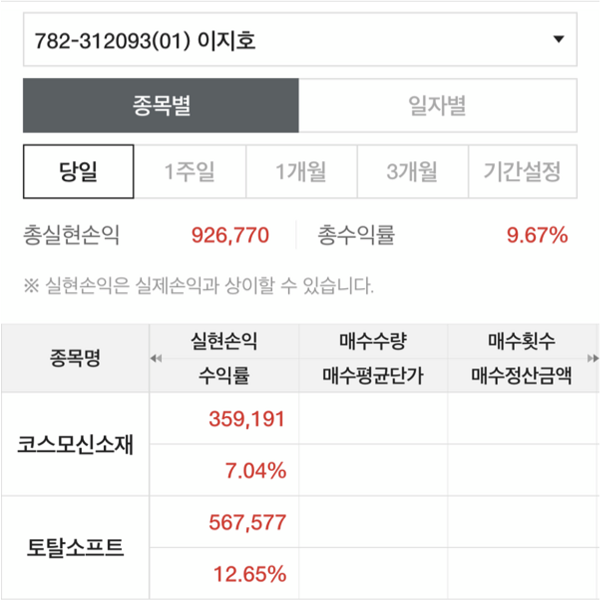 782-312093(01) 이지호
종목별 일자별
당일 1주일 1개월 3개월 기간설정
총실현손익 926,770 총수익률 9.67%
※ 실현손익은 실제손익과 상이할 수 있습니다.
종목명 실현손익 매수수량 매수횟수
수익률 매수평균단가 매수정산금액
코스모신소재 359,191
7.04%
토탈소프트 567,577
12.65%